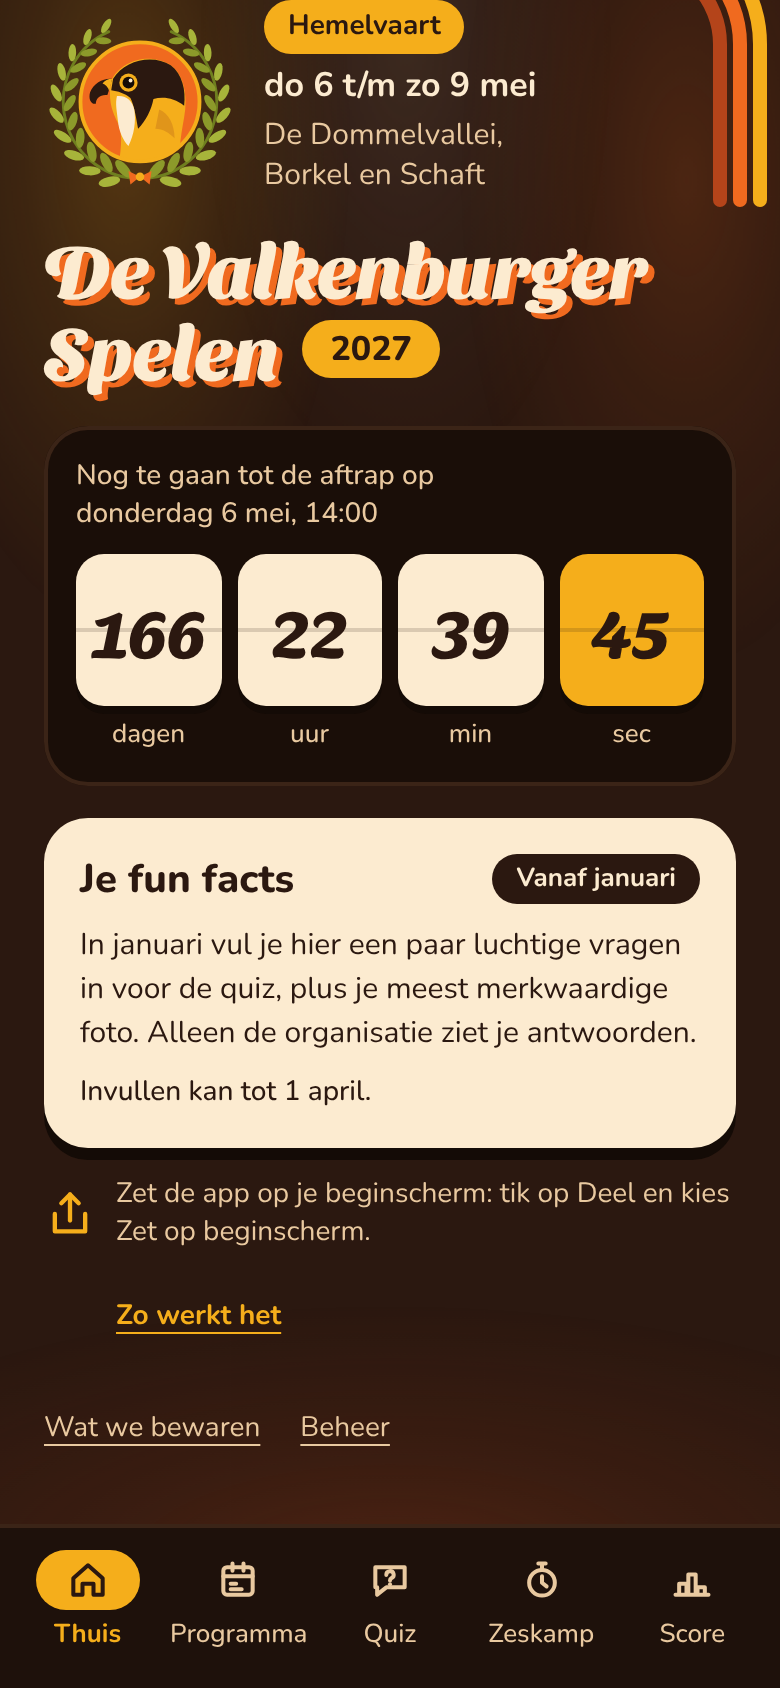 Hemelvaart
do 6 t/m zo 9 mei
De Dommelvallei,
Borkel en Schaft
De Valkenburger
Spelen 2027
Nog te gaan tot de aftrap op
donderdag 6 mei, 14:00
166 22 39 45
dagen uur min sec
Je fun facts Vanaf januari
In januari vul je hier een paar luchtige vragen
in voor de quiz, plus je meest merkwaardige
foto. Alleen de organisatie ziet je antwoorden.
Invullen kan tot 1 april.
Zet de app op je beginscherm: tik op Deel en kies
Zet op beginscherm.
Zo werkt het
Wat we bewaren Beheer
Thuis Programma Quiz Zeskamp Score